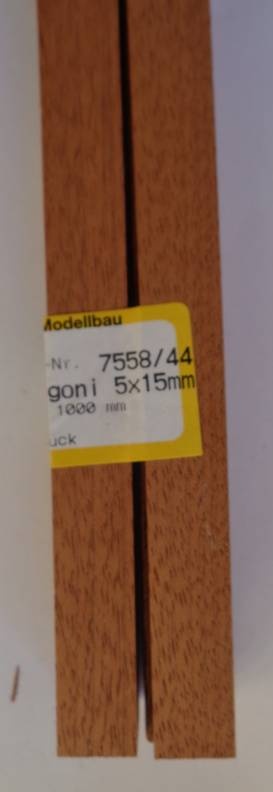 Modellbau
-Nr. 7558/44
goni 5x15mm
1000 mm
uck